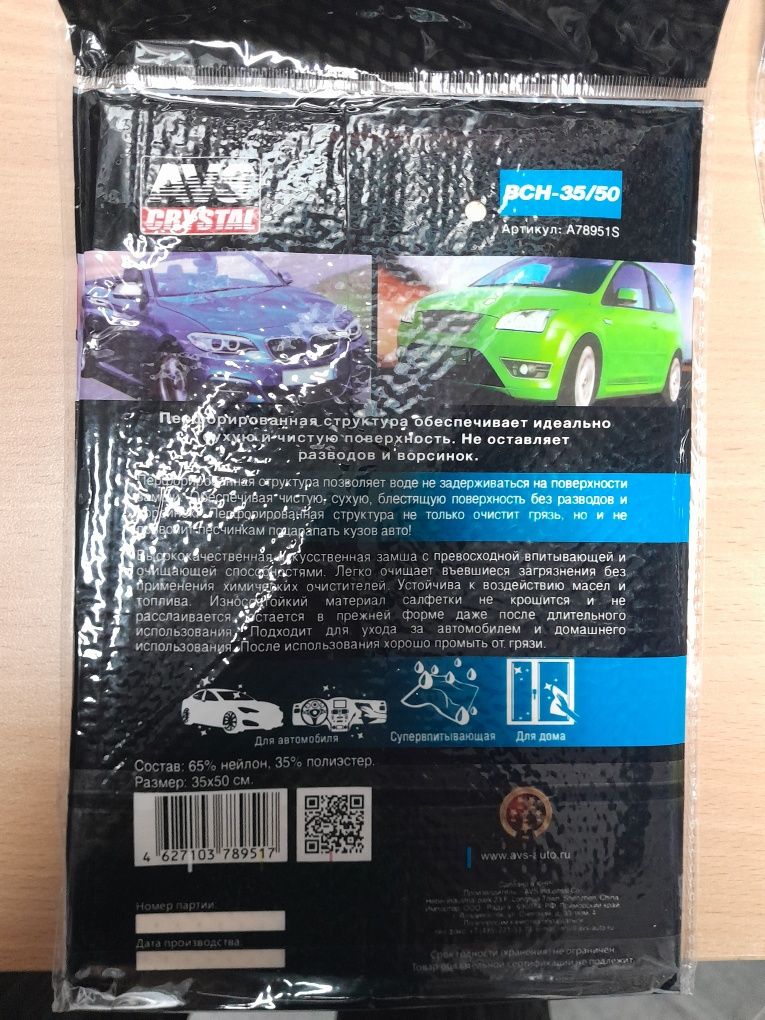 AVS
CRYSTAL
BCH-35/50
Артикул: A78951S
Перфорированная структура обеспечивает идеально
сухую и чистую поверхность. Не оставляет
разводов и ворсинок.
Перфорированная структура позволяет воде не задерживаться на поверхности
обеспечивая чистую, сухую, блестящую поверхность без разводов и
Перфорированная структура не только очистит грязь, но и не
позволит песчинкам поцарапать кузов авто!
Высококачественная искусственная замша с превосходной впитывающей и
очищающей способностями. Легко очищает въевшиеся загрязнения без
применения химических очистителей. Устойчива к воздействию масел и
топлива. Износостойкий материал салфетки не крошится и не
расслаивается, остается в прежней форме даже после длительного
использования. Подходит для ухода за автомобилем и домашнего
использования. После использования хорошо промыть от грязи.
Для автомобиля
Супервпитывающая
Для дома
Состав: 65% нейлон, 35% полиэстер.
Размер: 35x50 см.
4 627103 789517
www.avs-auto.ru
Номер партии:
Дата производства:
Сделано в КНР
Срок годности (хранения) не ограничен.
Товар обязательной сертификации не подлежит.